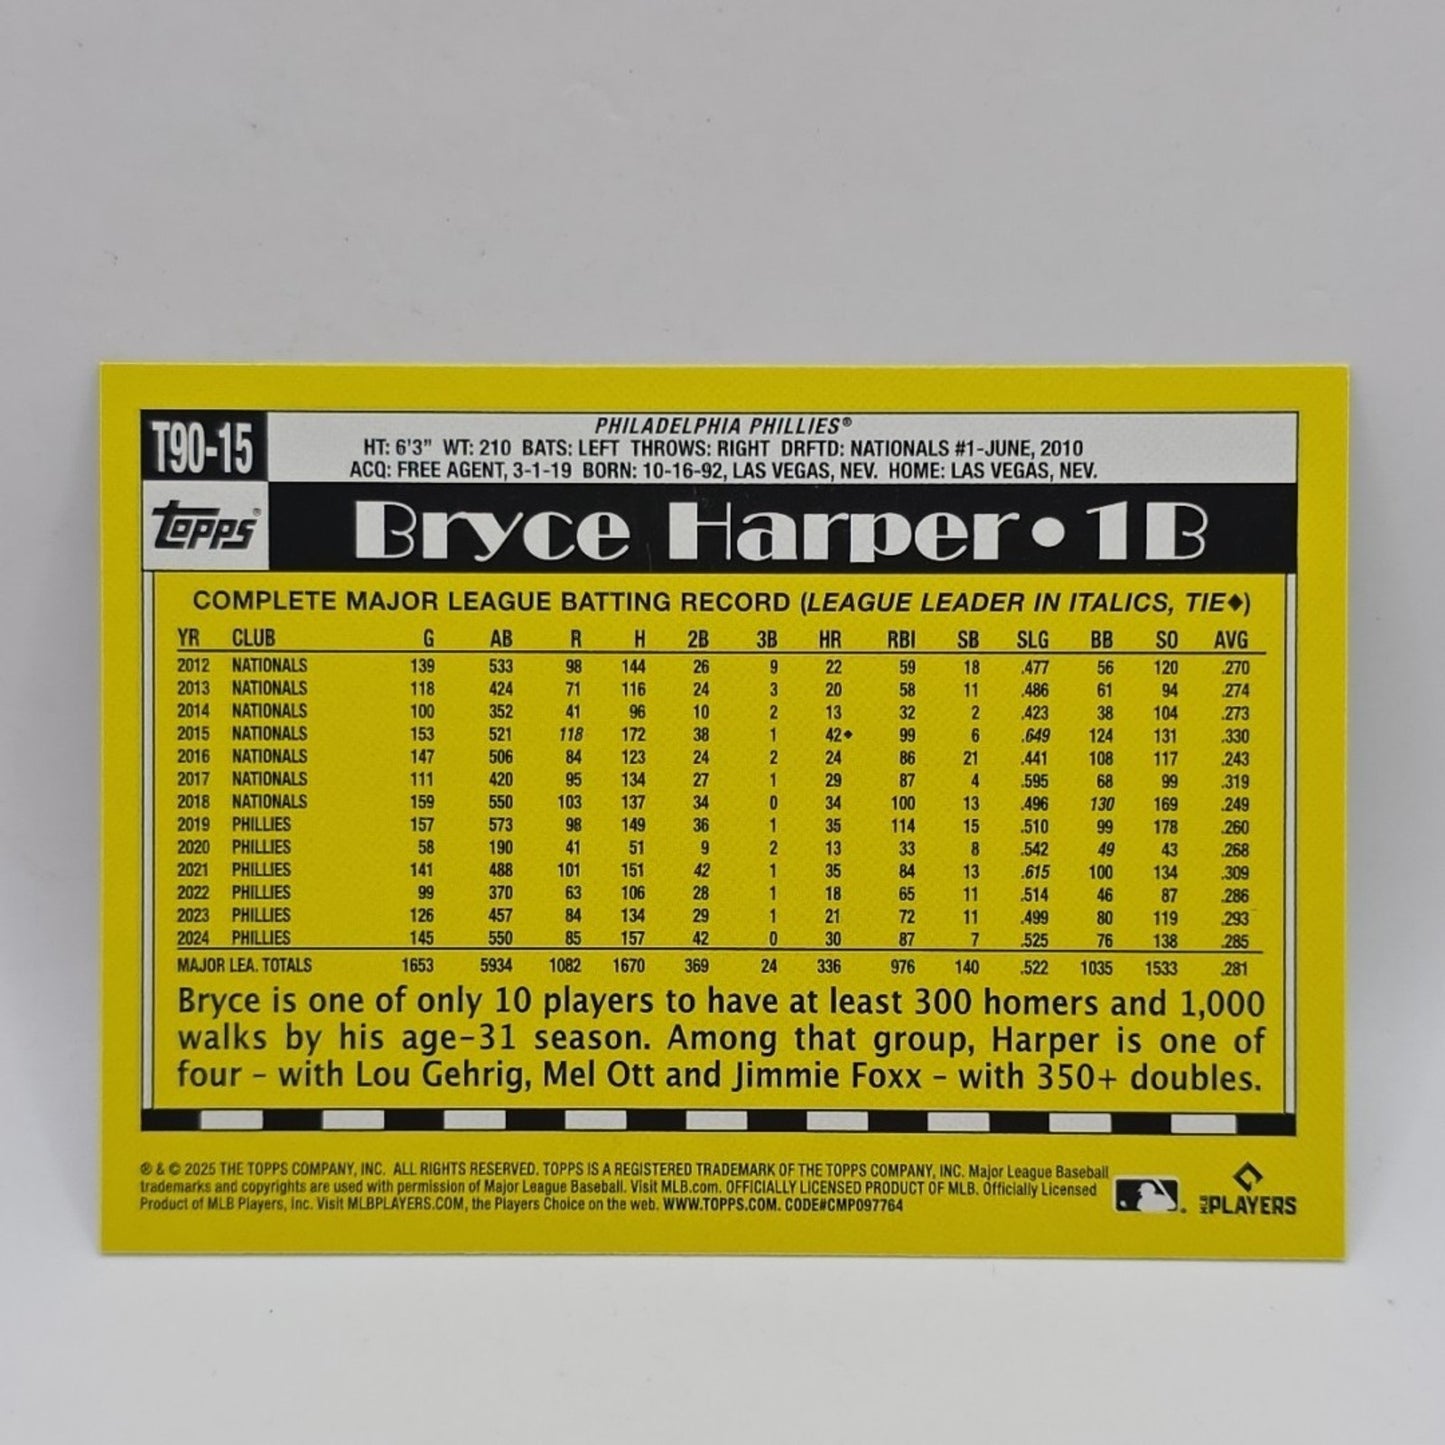 T90-15
PHILADELPHIA PHILLIES®
HT: 6'3" WT: 210 BATS: LEFT THROWS: RIGHT DRFTD: NATIONALS #1-JUNE, 2010
ACQ: FREE AGENT, 3-1-19 BORN: 10-16-92, LAS VEGAS, NEV. HOME: LAS VEGAS, NEV.
topps®
Bryce Harper • 1B
COMPLETE MAJOR LEAGUE BATTING RECORD (LEAGUE LEADER IN ITALICS, TIE◆)
YR CLUB G AB R H 2B 3B HR RBI SB SLG BB SO AVG
2012 NATIONALS 139 533 98 144 26 9 22 59 18 .477 56 120 .270
2013 NATIONALS 118 424 71 116 24 3 20 58 11 .486 61 94 .274
2014 NATIONALS 100 352 41 96 10 2 13 32 2 .423 38 104 .273
2015 NATIONALS 153 521 118 172 38 1 42◆ 99 6 .649 124 131 .330
2016 NATIONALS 147 506 84 123 24 2 24 86 21 .441 108 117 .243
2017 NATIONALS 111 420 95 134 27 1 29 87 4 .595 68 99 .319
2018 NATIONALS 159 550 103 137 34 0 34 100 13 .496 130 169 .249
2019 PHILLIES 157 573 98 149 36 1 35 114 15 .510 99 178 .260
2020 PHILLIES 58 190 41 51 9 2 13 33 8 .542 49 43 .268
2021 PHILLIES 141 488 101 151 42 1 35 84 13 .615 100 134 .309
2022 PHILLIES 99 370 63 106 28 1 18 65 11 .514 46 87 .286
2023 PHILLIES 126 457 84 134 29 1 21 72 11 .499 80 119 .293
2024 PHILLIES 145 550 85 157 42 0 30 87 7 .525 76 138 .285
MAJOR LEA. TOTALS 1653 5934 1082 1670 369 24 336 976 140 .522 1035 1533 .281
Bryce is one of only 10 players to have at least 300 homers and 1,000
walks by his age-31 season. Among that group, Harper is one of
four – with Lou Gehrig, Mel Ott and Jimmie Foxx – with 350+ doubles.
® & © 2025 THE TOPPS COMPANY, INC. ALL RIGHTS RESERVED. TOPPS IS A REGISTERED TRADEMARK OF THE TOPPS COMPANY, INC. Major League Baseball
trademarks and copyrights are used with permission of Major League Baseball. Visit MLB.com. OFFICIALLY LICENSED PRODUCT OF MLB. Officially Licensed
Product of MLB Players, Inc. Visit MLBPLAYERS.COM, the Players Choice on the web. WWW.TOPPS.COM. CODE#CMP097764
MLB PLAYERS